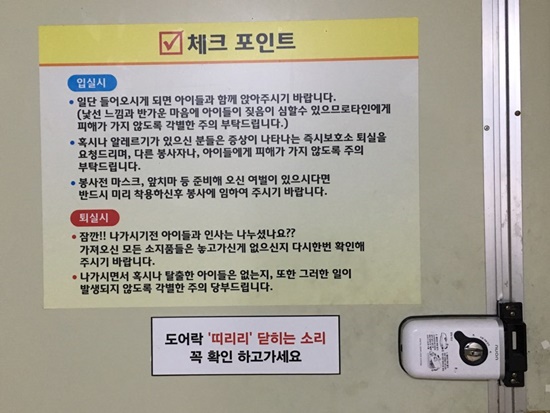 체크 포인트
입실시
일단 들어오시게 되면 아이들과 함께 앉아주시기 바랍니다.
(낯선 느낌과 반가운 마음에 아이들이 짖음이 심할수 있으므로타인에게
피해가 가지 않도록 각별한 주의 부탁드립니다.)
혹시나 알레르기가 있으신 분들은 증상이 나타나는 즉시보호소 퇴실을
요청드리며, 다른 봉사자나, 아이들에게 피해가 가지 않도록 주의
부탁드립니다.
봉사전 마스크, 앞치마 등 준비해 오신 여벌이 있으시다면
반드시 미리 착용하신후 봉사에 임하여 주시기 바랍니다.
퇴실시
잠깐!! 나가시기전 아이들과 인사는 나누셨나요??
가져오신 모든 소지품들은 놓고가신게 없으신지 다시한번 확인해
주시기 바랍니다.
나가시면서 혹시나 탈출한 아이들은 없는지, 또한 그러한 일이
발생되지 않도록 각별한 주의 당부드립니다.
도어락 '띠리리' 닫히는 소리
꼭 확인 하고가세요